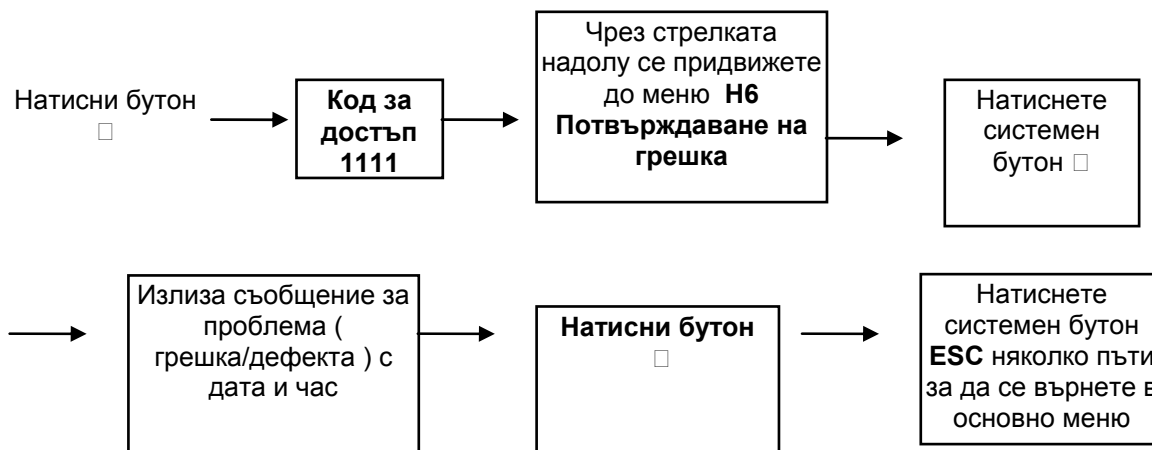 Натисни бутон
□
Код за
достъп
1111
Чрез стрелката
надолу се придвижете
до меню H6
Потвърждаване на
грешка
Натиснете
системен
бутон □
Излиза съобщение за
проблема (
грешка/дефекта ) с
дата и час
Натисни бутон
□
Натиснете
системен бутон
ESC няколко пъти
за да се върнете в
основно меню